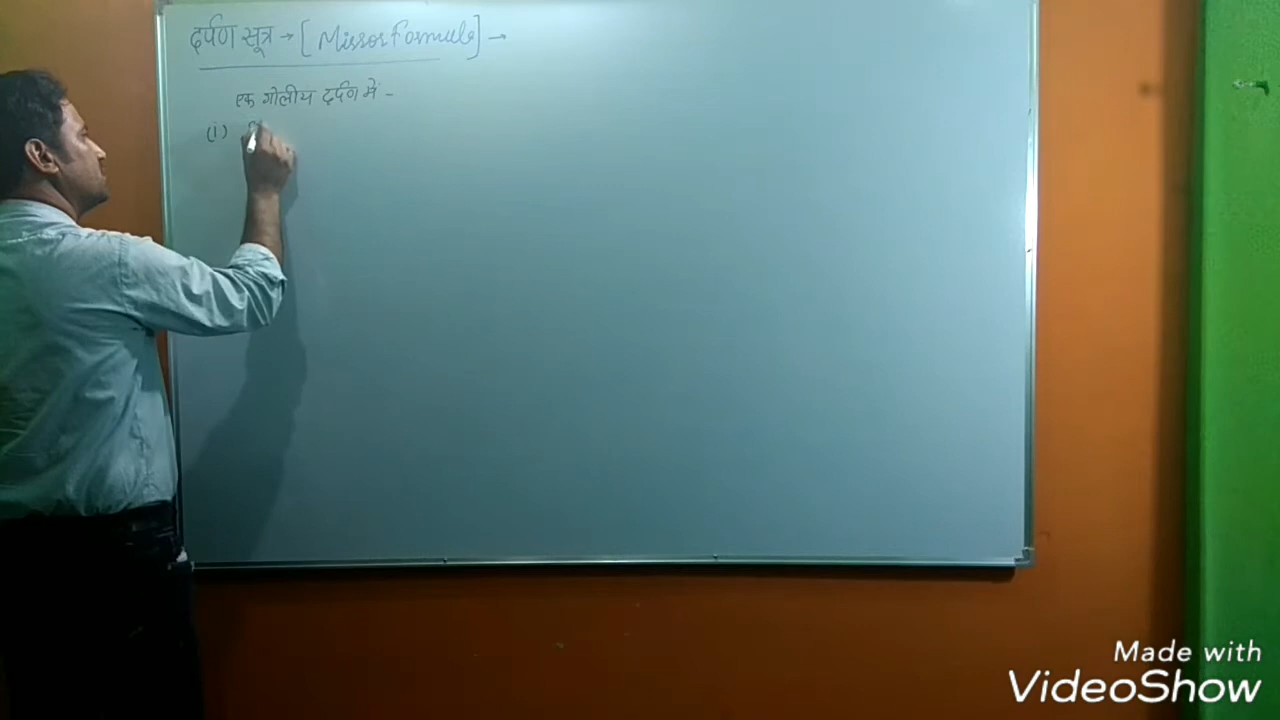 दर्पण सूत्र → [Mirror Formula] →
एक गोलीय दर्पण में -
(i)
Made with
VideoShow